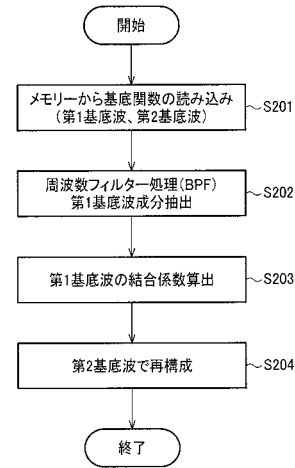 開始
メモリーから基底関数の読み込み
(第1基底波、第2基底波)
S201
周波数フィルター処理(BPF)
第1基底波成分抽出
S202
第1基底波の結合係数算出
S203
第2基底波で再構成
S204
終了